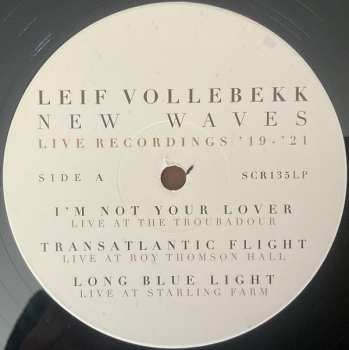 LEIF VOLLEBEKK
NEW WAVES
LIVE RECORDINGS '19-'21
SIDE A SCR135LP
I'M NOT YOUR LOVER
LIVE AT THE TROUBADOUR
TRANSATLANTIC FLIGHT
LIVE AT ROY THOMSON HALL
LONG BLUE LIGHT
LIVE AT STARLING FARM